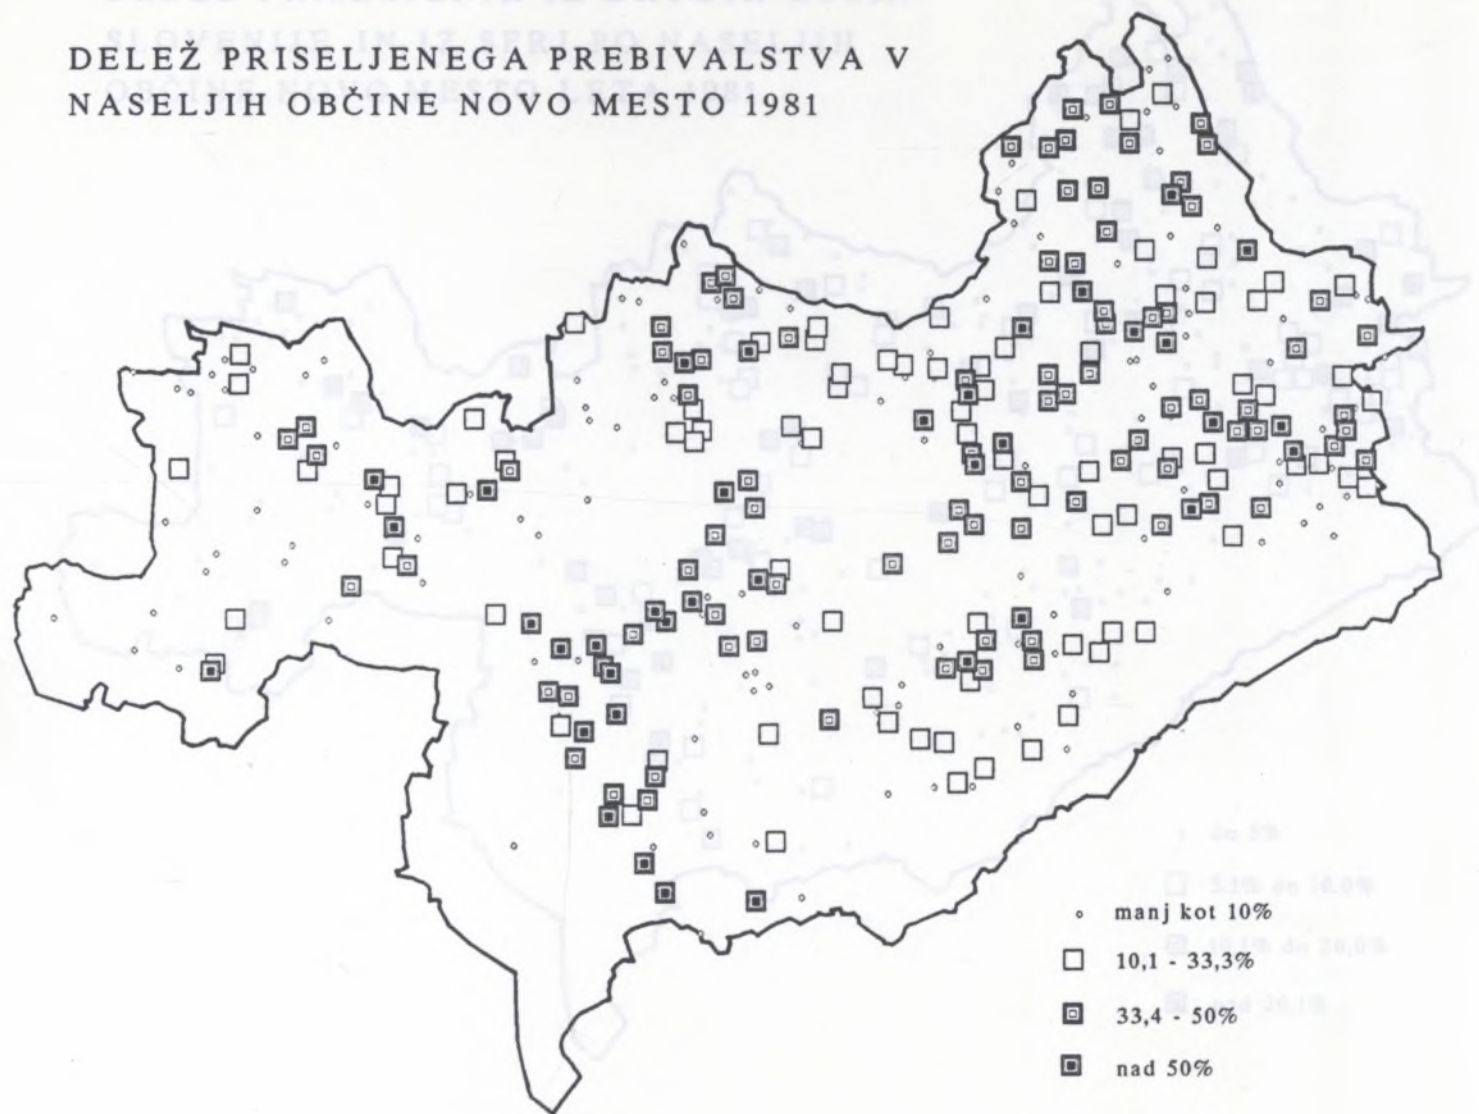 DELEŽ PRISELJENEGA PREBIVALSTVA V
NASELJIH OBČINE NOVO MESTO 1981
manj kot 10%
10,1 - 33,3%
33,4 - 50%
nad 50%